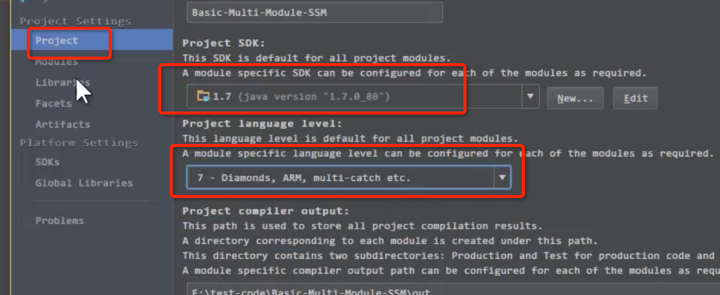 Project Settings
Project
Modules
Libraries
Facets
Artifacts
Platform Settings
SDKs
Global Libraries
Problems
Basic-Multi-Module-SSM
Project SDK:
This SDK is default for all project modules.
A module specific SDK can be configured for each of the modules as required.
1.7 (java version "1.7.0_80")
New...
Edit
Project language level:
This language level is default for all project modules.
A module specific language level can be configured for each of the modules as required.
7 - Diamonds, ARM, multi-catch etc.
Project compiler output:
This path is used to store all project compilation results.
A directory corresponding to each module is created under this path.
This directory contains two subdirectories: Production and Test for production code and
A module specific compiler output path can be configured for each of the modules as requ
E:\test-code\Basic-Multi-Module-SSM\out